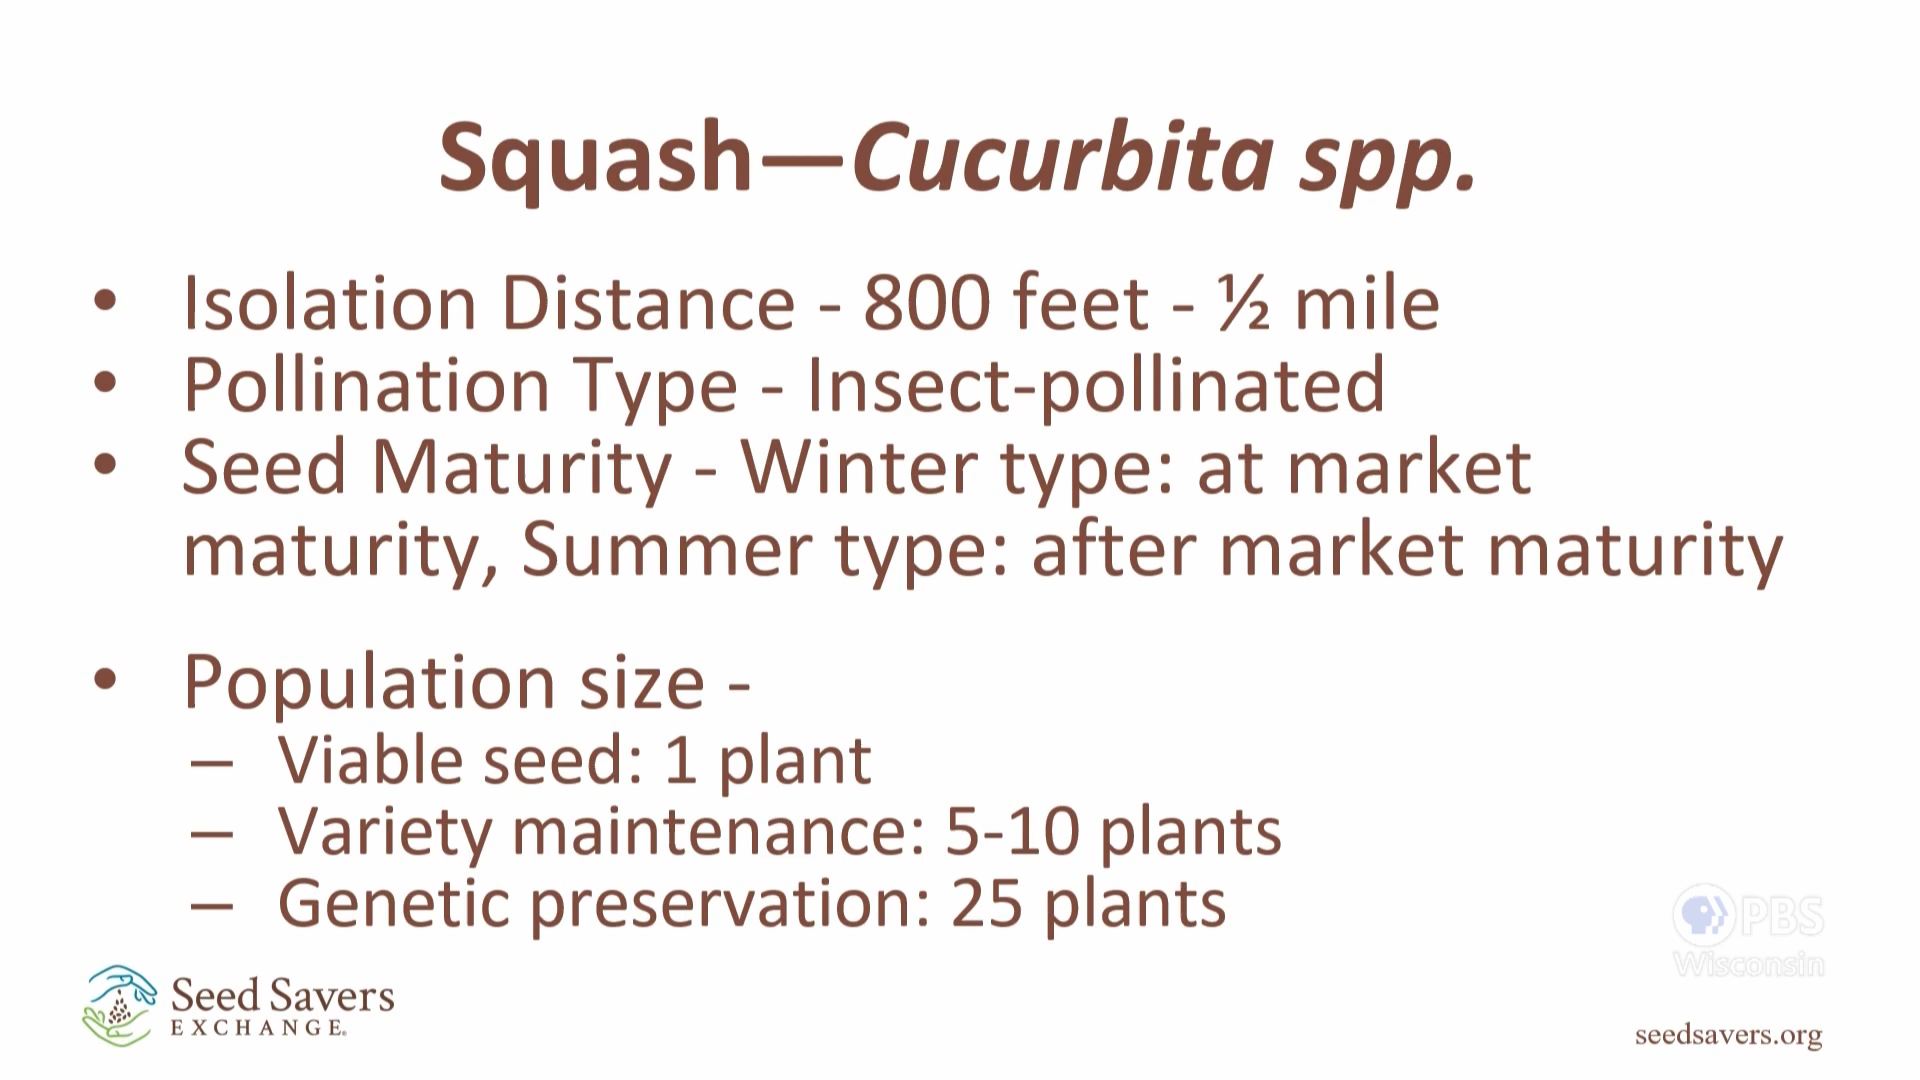 Squash—Cucurbita spp.
• Isolation Distance - 800 feet - ½ mile
• Pollination Type - Insect-pollinated
• Seed Maturity - Winter type: at market
maturity, Summer type: after market maturity
• Population size -
– Viable seed: 1 plant
– Variety maintenance: 5-10 plants
– Genetic preservation: 25 plants
PBS
Wisconsin
Seed Savers
EXCHANGE®
seedsavers.org